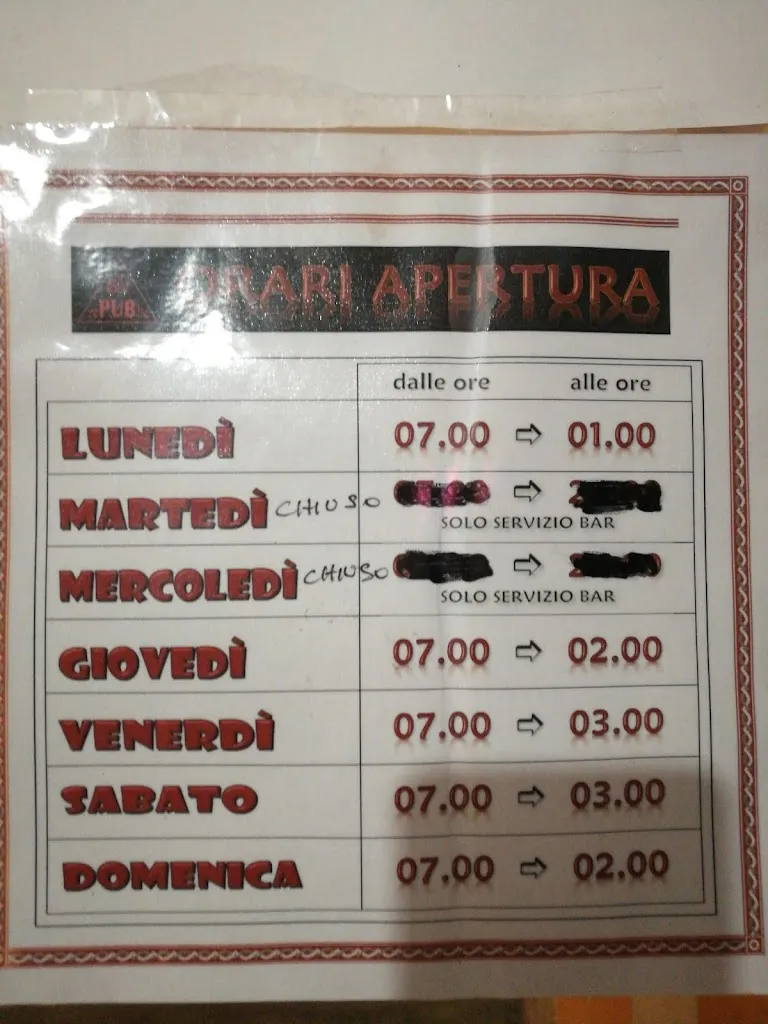 PUB
ORARI APERTURA
dalle ore alle ore
LUNEDÌ 07.00 ⇨ 01.00
MARTEDÌ CHIUSO ⇨
SOLO SERVIZIO BAR
MERCOLEDÌ CHIUSO ⇨
SOLO SERVIZIO BAR
GIOVEDÌ 07.00 ⇨ 02.00
VENERDÌ 07.00 ⇨ 03.00
SABATO 07.00 ⇨ 03.00
DOMENICA 07.00 ⇨ 02.00